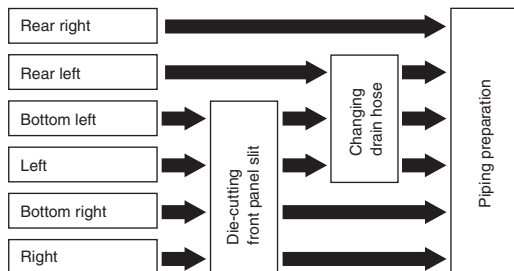 Rear right
Rear left
Bottom left
Left
Bottom right
Right
Die-cutting
front panel slit
Changing
drain hose
Piping preparation